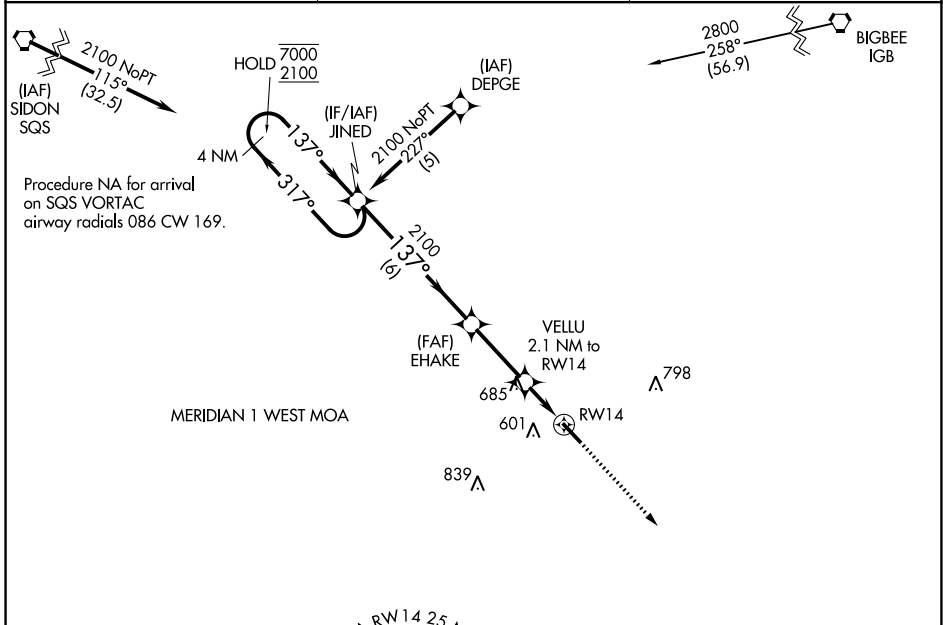 2100 NoPT
115°
(32.5)
(IAF)
SIDON
SQS
HOLD
7000
2100
(IF/IAF)
JINED
(IAF)
DEPGE
2800
258°
(56.9)
BIGBEE
IGB
4 NM
137°
317°
2100 NoPT
227°
(5)
Procedure NA for arrival
on SQS VORTAC
airway radials 086 CW 169.
2100
137°
(6)
(FAF)
EHAKE
VELLU
2.1 NM to
RW14
685
798
MERIDIAN 1 WEST MOA
601
RW14
839
RW14 25